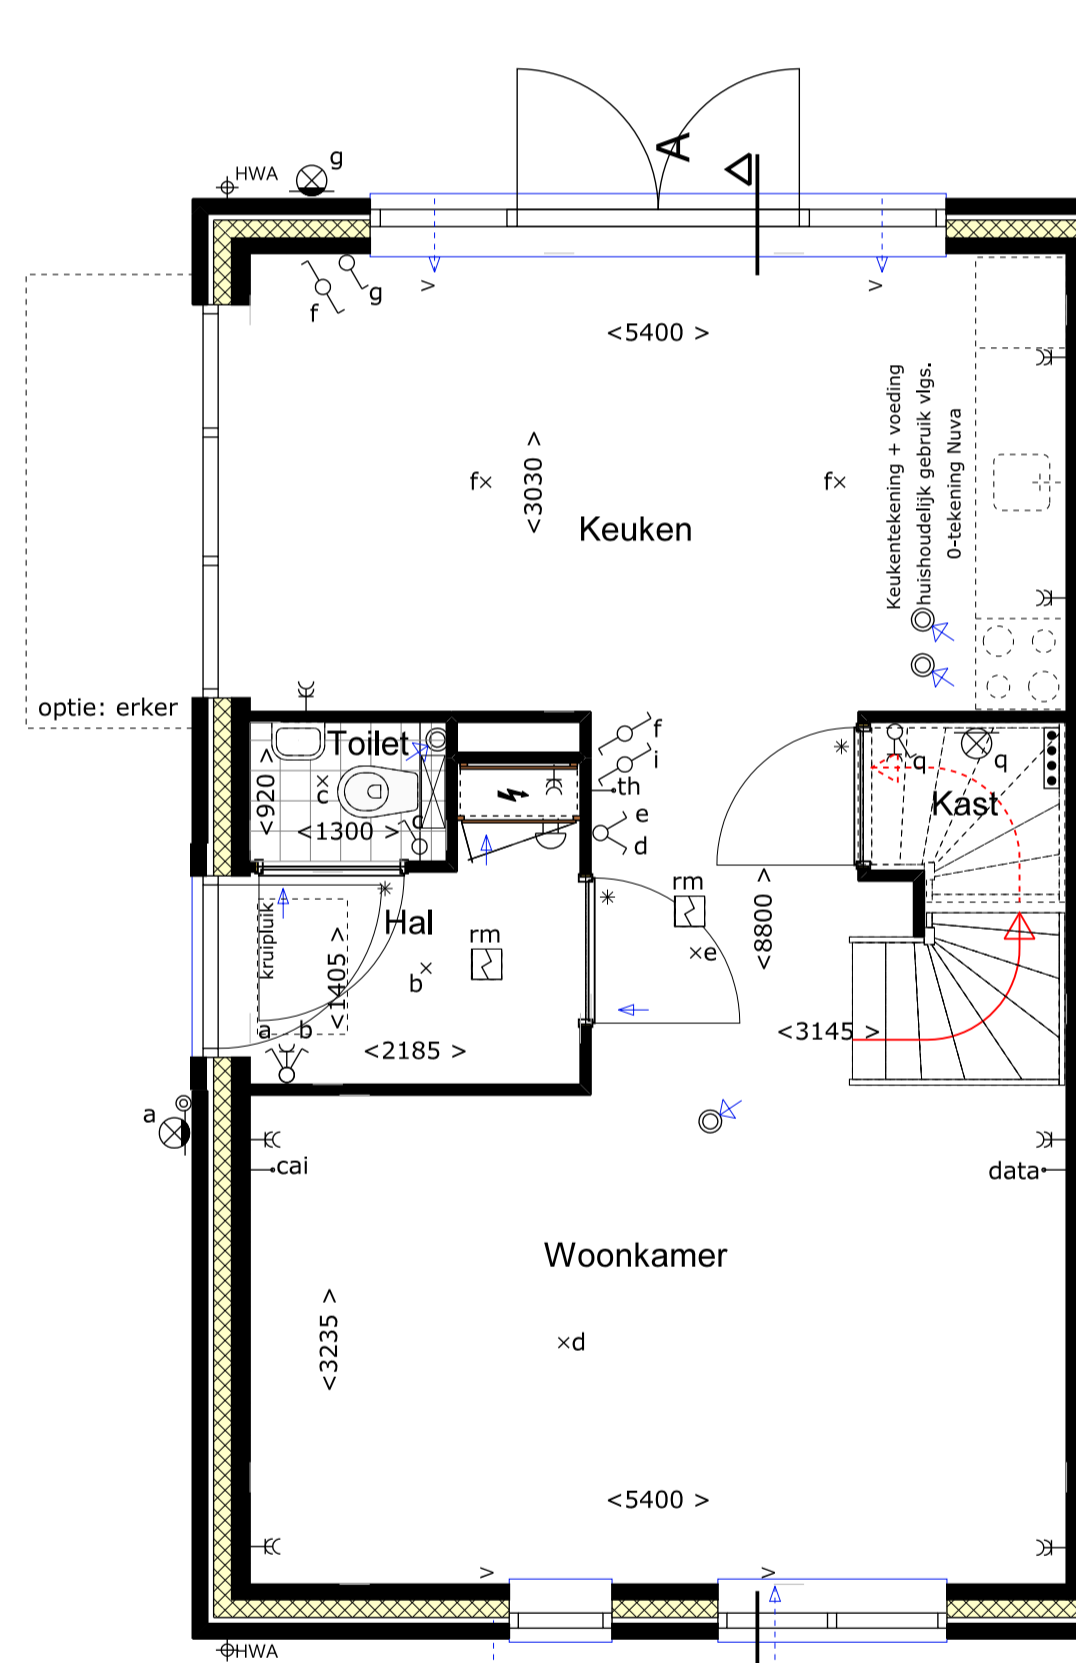 A
g
HWA
g
f
>
>
<5400 >
Keukentekening + voeding
huishoudelijk gebruik vlgs.
0-tekening Nuva
<3030 >
f×
f×
Keuken
optie: erker
Toilet
f
i
th
e
d
q
q
Kast
<920 >
c
<1300 >
c
*
*
*
kruipluik
Hal
<1405 >
b
rm
rm
×e
<8800 >
a b
<2185 >
<3145 >
a
cai
data
Woonkamer
<3235 >
×d
<5400 >
>
>
HWA